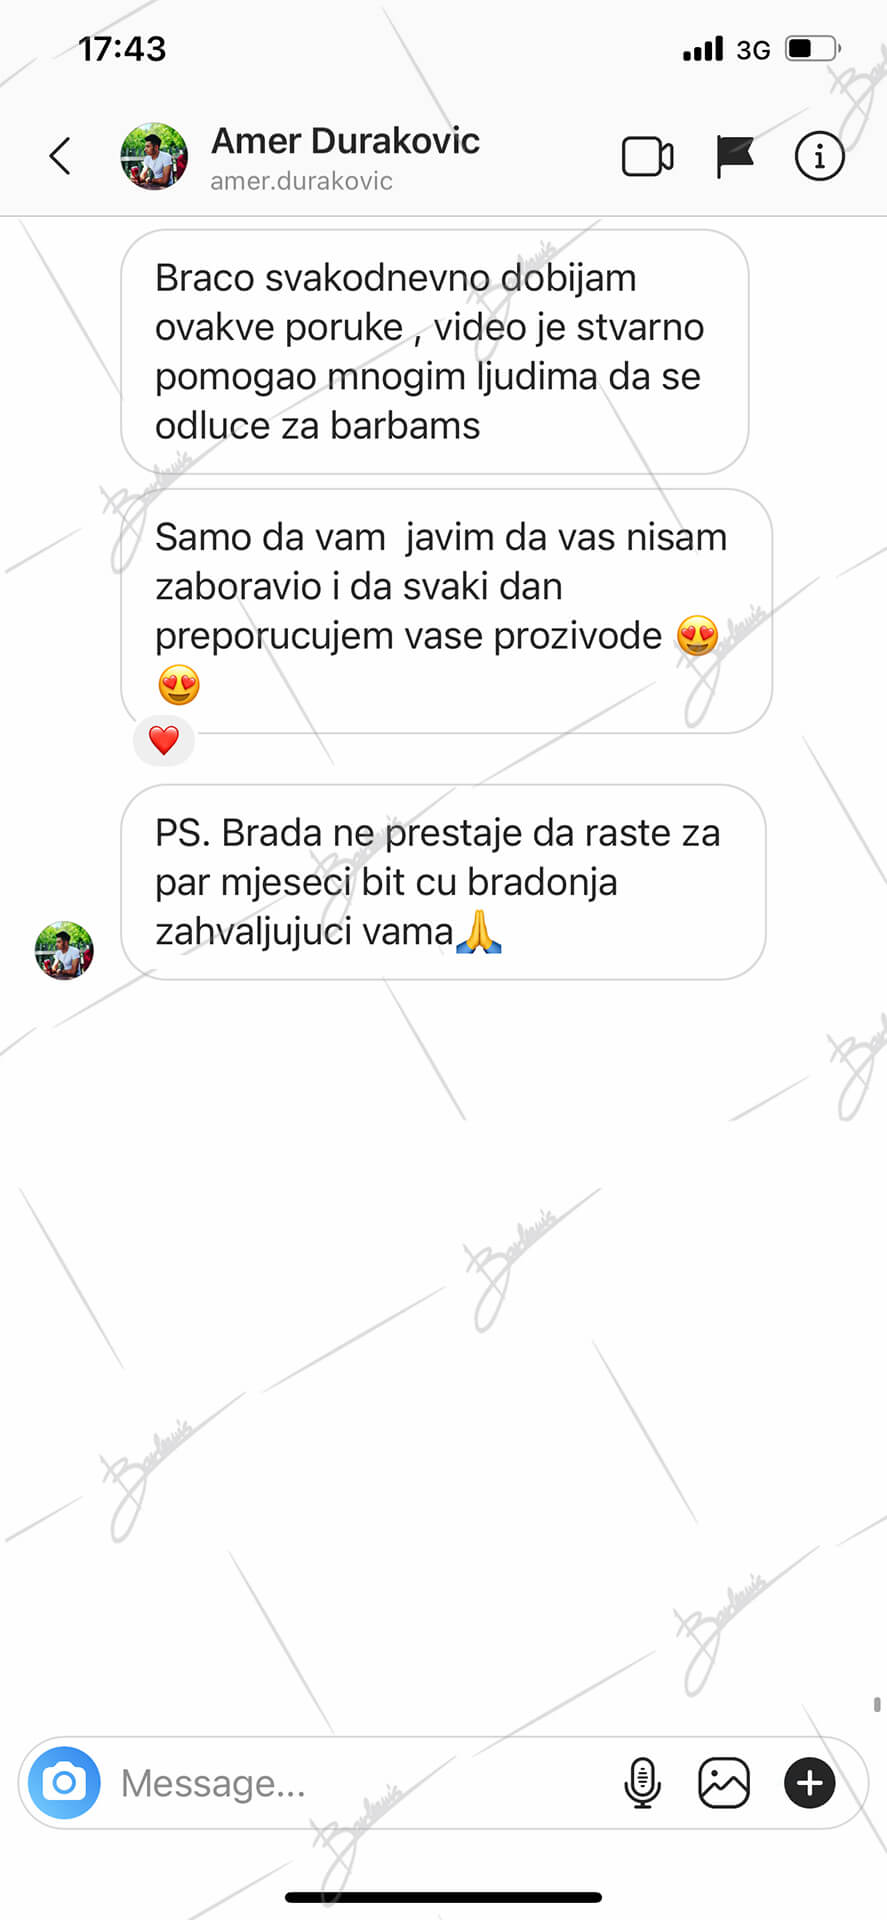 17:43
3G
Amer Durakovic
amer.durakovic
Braco svakodnevno dobijam
ovakve poruke , video je stvarno
pomogao mnogim ljudima da se
odluce za barbams
Samo da vam  javim da vas nisam
zaboravio i da svaki dan
preporucujem vase prozivode 😍
😍
❤️
PS. Brada ne prestaje da raste za
par mjeseci bit cu bradonja
zahvaljujuci vama🙏
Message...